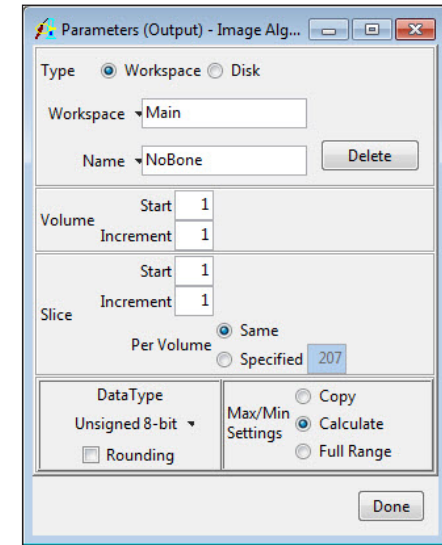 Parameters (Output) - Image Alg...
Type Workspace Disk
Workspace Main
Name NoBone Delete
Start 1
Volume
Increment 1
Start 1
Increment 1
Slice
Same
Per Volume
Specified 207
DataType Copy
Unsigned 8-bit Max/Min Settings Calculate
Rounding Full Range
Done